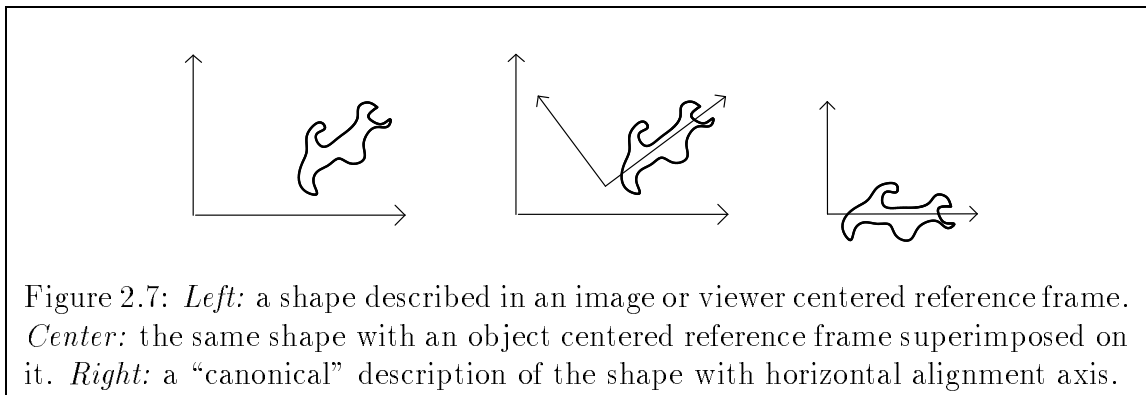 Figure 2.7: Left: a shape described in an image or viewer centered reference frame.
Center: the same shape with an object centered reference frame superimposed on
it. Right: a “canonical” description of the shape with horizontal alignment axis.